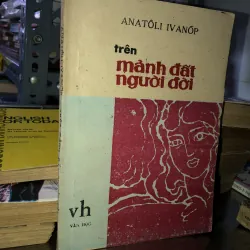 ANATÔLI IVANỐP
trên
mảnh đất
người đời
vh
VĂN HỌC